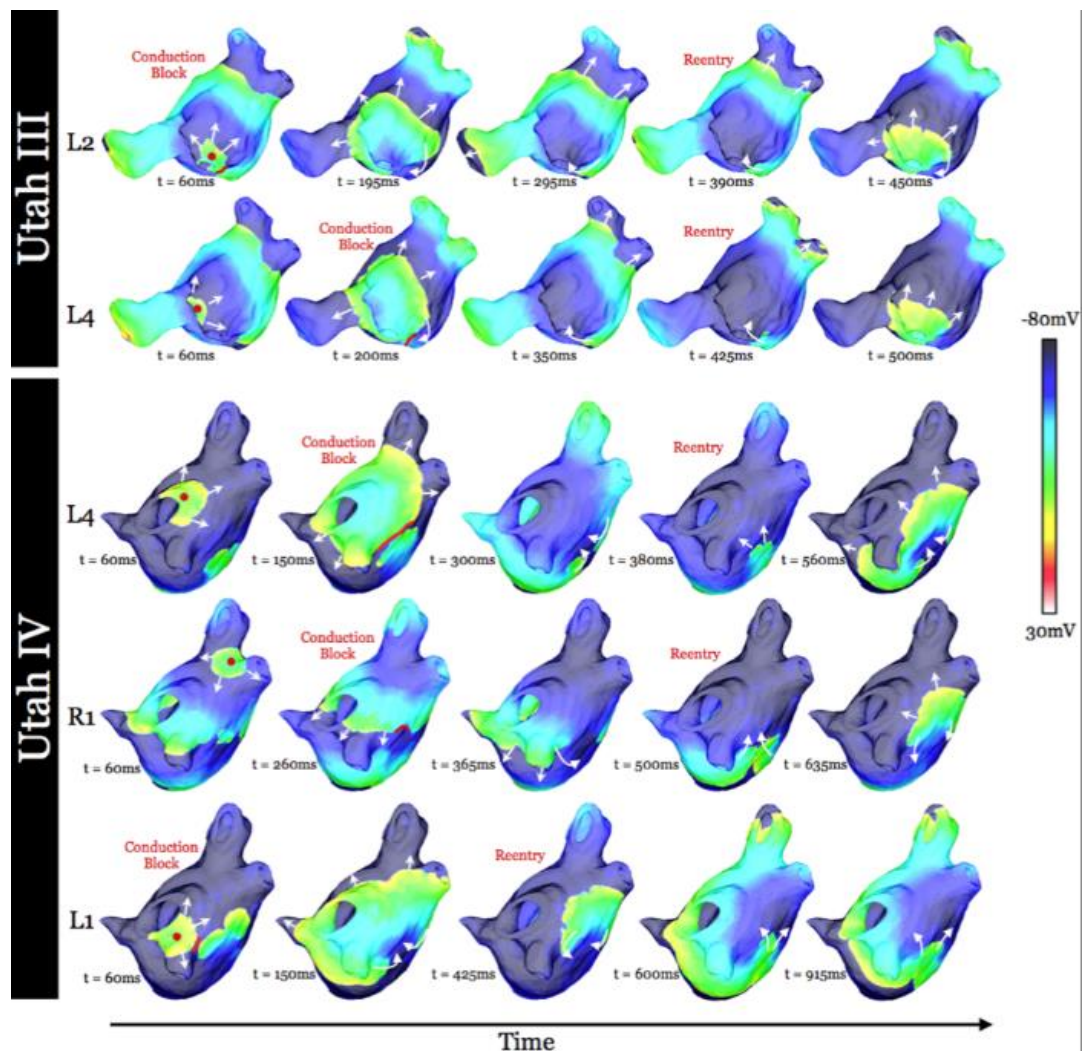 Utah III
Conduction
Block
Reentry
L2
t = 60ms
t = 195ms
t = 295ms
t = 390ms
t = 450ms
Conduction
Block
Reentry
L4
t = 60ms
t = 200ms
t = 350ms
t = 425ms
t = 500ms
-80mV
30mV
Utah IV
Conduction
Block
Reentry
L4
t = 60ms
t = 150ms
t = 300ms
t = 380ms
t = 560ms
Conduction
Block
Reentry
R1
t = 60ms
t = 260ms
t = 365ms
t = 500ms
t = 635ms
Conduction
Block
Reentry
L1
t = 60ms
t = 150ms
t = 425ms
t = 600ms
t = 915ms
Time